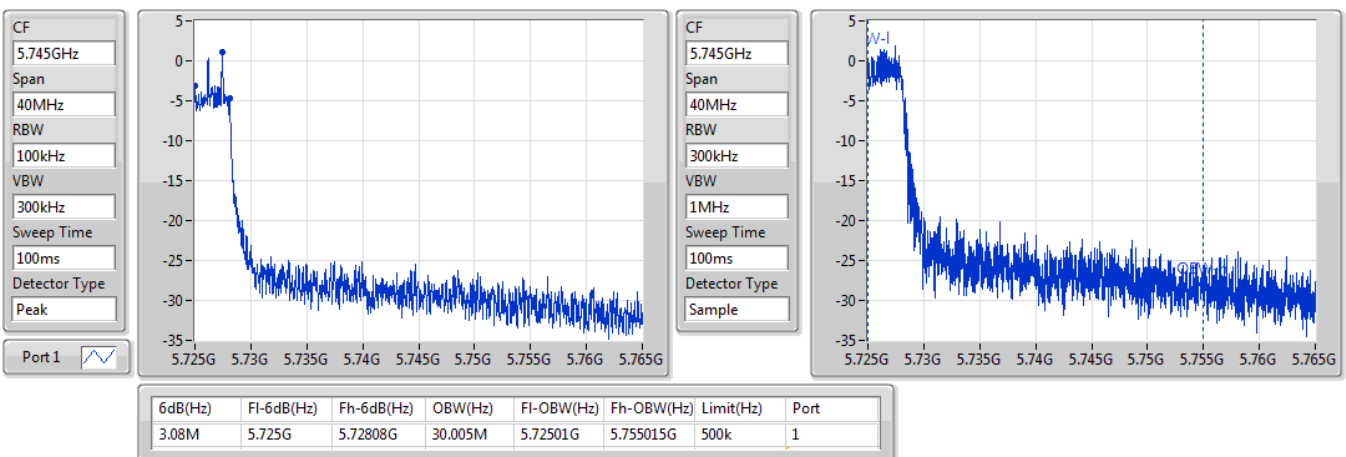 CF
5.745GHz
Span
40MHz
RBW
100kHz
VBW
300kHz
Sweep Time
100ms
Detector Type
Peak
Port 1
5
0
-5
-10
-15
-20
-25
-30
-35
5.725G 5.73G 5.735G 5.74G 5.745G 5.75G 5.755G 5.76G 5.765G
CF
5.745GHz
Span
40MHz
RBW
300kHz
VBW
1MHz
Sweep Time
100ms
Detector Type
Sample
5
0
-5
-10
-15
-20
-25
-30
-35
W-l
5.725G 5.73G 5.735G 5.74G 5.745G 5.75G 5.755G 5.76G 5.765G
6dB(Hz) Fl-6dB(Hz) Fh-6dB(Hz) OBW(Hz) Fl-OBW(Hz) Fh-OBW(Hz) Limit(Hz) Port
3.08M 5.725G 5.72808G 30.005M 5.72501G 5.755015G 500k 1